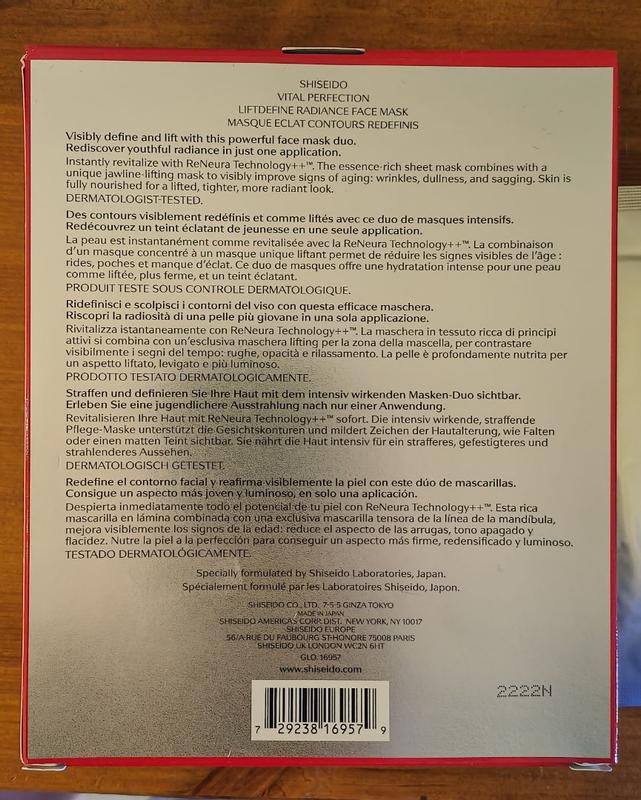 SHISEIDO
VITAL PERFECTION
LIFTDEFINE RADIANCE FACE MASK
MASQUE ECLAT CONTOURS REDEFINIS
Visibly define and lift with this powerful face mask duo.
Rediscover youthful radiance in just one application.
Instantly revitalize with ReNeura Technology++™. The essence-rich sheet mask combines with a
unique jawline-lifting mask to visibly improve signs of aging: wrinkles, dullness, and sagging. Skin is
fully nourished for a lifted, tighter, more radiant look.
DERMATOLOGIST-TESTED.
Des contours visiblement redéfinis et comme liftés avec ce duo de masques intensifs.
Redécouvrez un teint éclatant de jeunesse en une seule application.
La peau est instantanément comme revitalisée avec la ReNeura Technology++™. La combinaison
d'un masque concentré à un masque unique liftant permet de réduire les signes visibles de l'âge :
rides, poches et manque d'éclat. Ce duo de masques offre une hydratation intense pour une peau
comme liftée, plus ferme, et un teint éclatant.
PRODUIT TESTE SOUS CONTROLE DERMATOLOGIQUE.
Ridefinisci e scolpisci i contorni del viso con questa efficace maschera.
Riscopri la radiosità di una pelle più giovane in una sola applicazione.
Rivitalizza istantaneamente con ReNeura Technology++™. La maschera in tessuto ricca di principi
attivi si combina con un'esclusiva maschera lifting per la zona della mascella, per contrastare
visibilmente i segni del tempo: rughe, opacità e rilassamento. La pelle è profondamente nutrita per
un aspetto liftato, levigato e più luminoso.
PRODOTTO TESTATO DERMATOLOGICAMENTE.
Straffen und definieren Sie Ihre Haut mit dem intensiv wirkenden Masken-Duo sichtbar.
Erleben Sie eine jugendlichere Ausstrahlung nach nur einer Anwendung.
Revitalisieren Ihre Haut mit ReNeura Technology++™ sofort. Die intensiv wirkende, straffende
Pflege-Maske unterstützt die Gesichtskonturen und mildert Zeichen der Hautalterung, wie Falten
oder einen matten Teint sichtbar. Sie nährt die Haut intensiv für ein strafferes, gefestigteres und
strahlenderes Aussehen.
DERMATOLOGISCH GETESTET.
Redefine el contorno facial y reafirma visiblemente la piel con este dúo de mascarillas.
Consigue un aspecto más joven y luminoso, en solo una aplicación.
Despierta inmediatamente todo el potencial de tu piel con ReNeura Technology++™. Esta rica
mascarilla en lámina combinada con una exclusiva mascarilla tensora de la línea de la mandíbula,
mejora visiblemente los signos de la edad: reduce el aspecto de las arrugas, tono apagado y
flacidez. Nutre la piel a la perfección para conseguir un aspecto más firme, redensificado y luminoso.
TESTADO DERMATOLÓGICAMENTE.
Specially formulated by Shiseido Laboratories, Japan.
Spécialement formulé par les Laboratoires Shiseido, Japon.
SHISEIDO CO., LTD. 7-5-5 GINZA TOKYO
MADE IN JAPAN
SHISEIDO AMERICA'S CORP. DIST. NEW YORK, NY 10017
SHISEIDO EUROPE
56/A RUE DU FAUBOURG ST-HONORE 75008 PARIS
SHISEIDO UK LONDON WC2N 6HT
GLO. 16957
www.shiseido.com
2222N
7 29238 16957 9